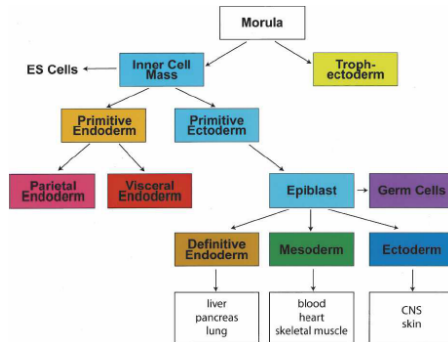 Morula
ES Cells
Inner Cell
Mass
Troph-
ectoderm
Primitive
Endoderm
Primitive
Ectoderm
Parietal
Endoderm
Visceral
Endoderm
Epiblast
Germ Cells
Definitive
Endoderm
Mesoderm
Ectoderm
liver
pancreas
lung
blood
heart
skeletal muscle
CNS
skin